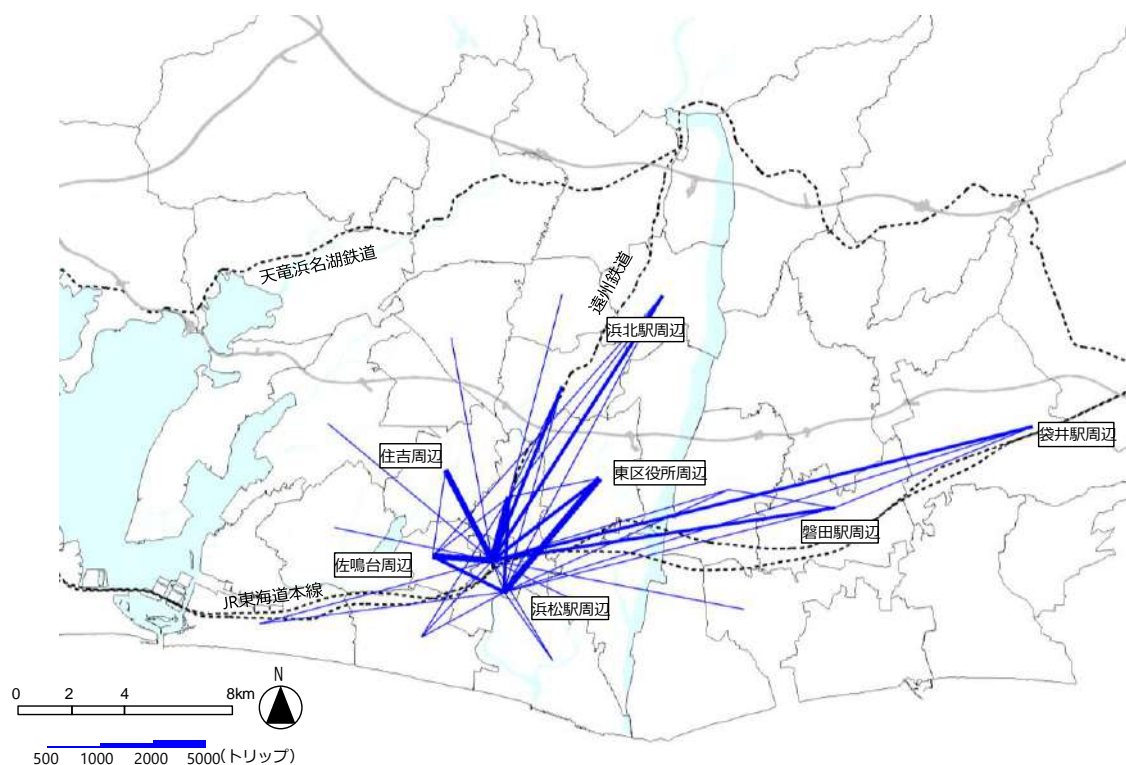 天竜浜名湖鉄道
遠州鉄道
浜北駅周辺
袋井駅周辺
住吉周辺
東区役所周辺
磐田駅周辺
佐鳴台周辺
JR東海道本線
浜松駅周辺
N
0 2 4 8km
500 1000 2000 5000(トリップ)